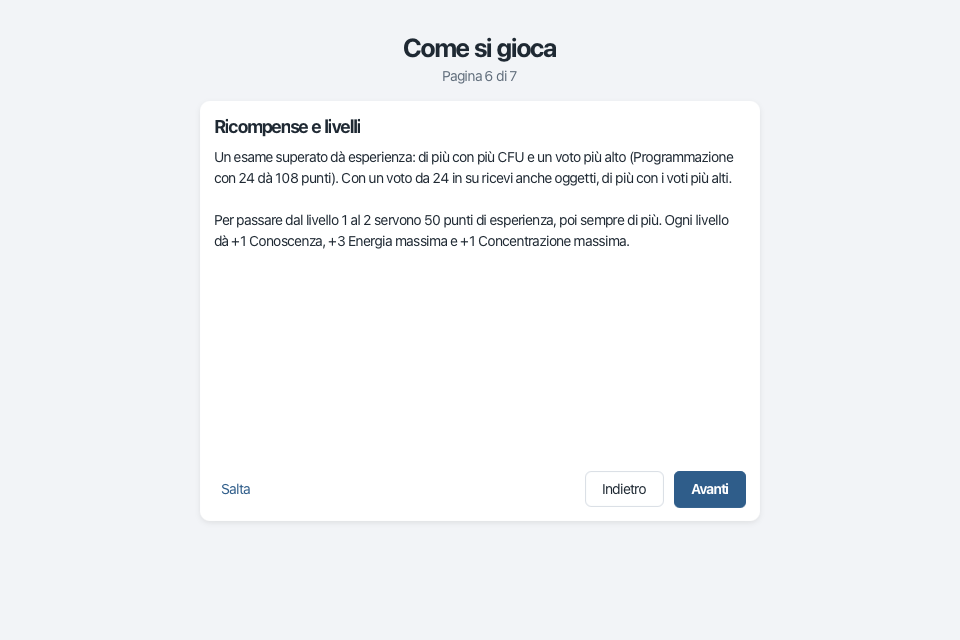 Come si gioca
Pagina 6 di 7
Ricompense e livelli
Un esame superato dà esperienza: di più con più CFU e un voto più alto (Programmazione
con 24 dà 108 punti). Con un voto da 24 in su ricevi anche oggetti, di più con i voti più alti.
Per passare dal livello 1 al 2 servono 50 punti di esperienza, poi sempre di più. Ogni livello
dà +1 Conoscenza, +3 Energia massima e +1 Concentrazione massima.
Salta
Indietro
Avanti